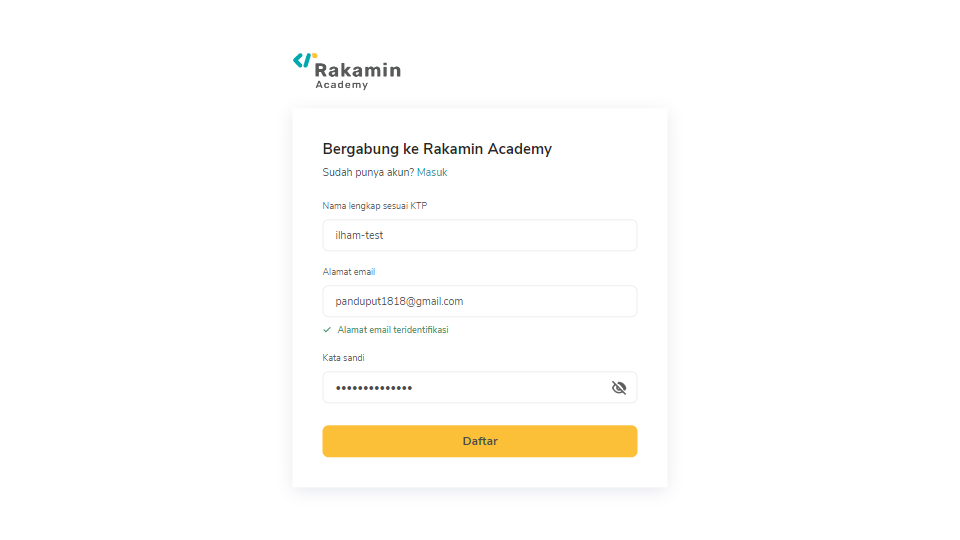 Rakamin
Academy
Bergabung ke Rakamin Academy
Sudah punya akun? Masuk
Nama lengkap sesuai KTP
ilham-test
Alamat email
panduput1818@gmail.com
Alamat email teridentifikasi
Kata sandi
••••••••••••••
Daftar